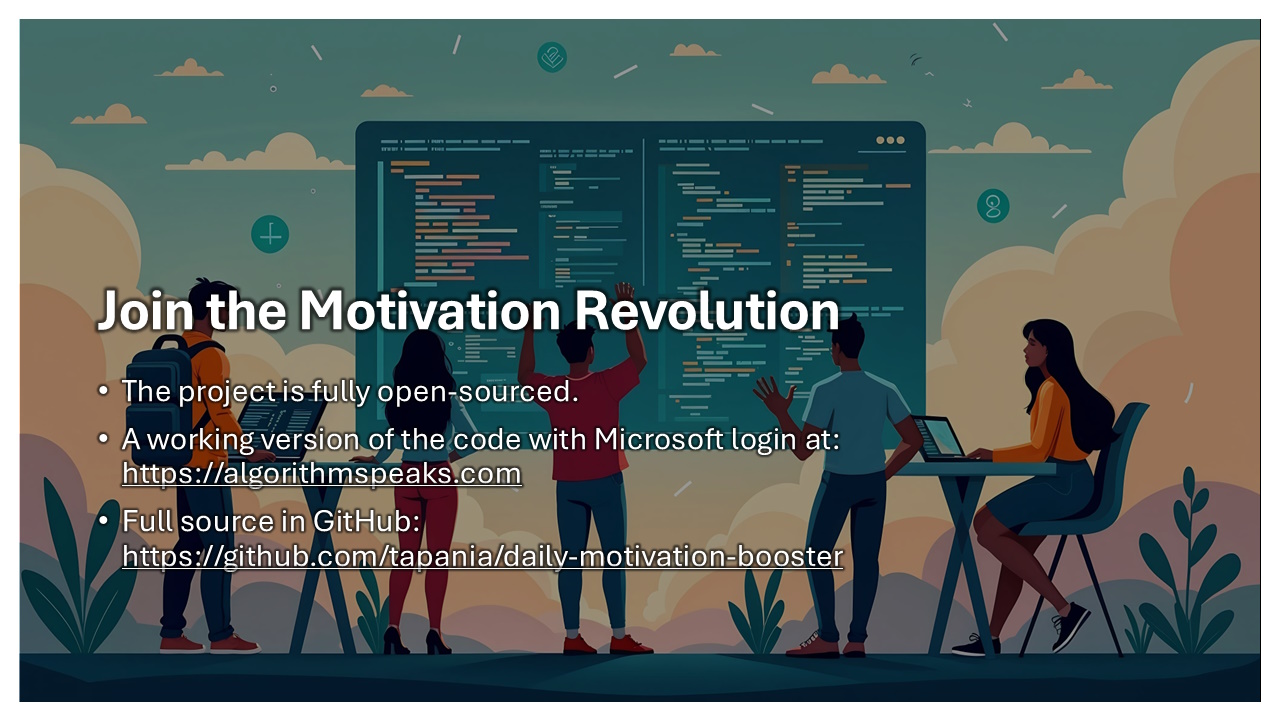 Join the Motivation Revolution
• The project is fully open-sourced.
• A working version of the code with Microsoft login at:
https://algorithmspeaks.com
• Full source in GitHub:
https://github.com/tapania/daily-motivation-booster